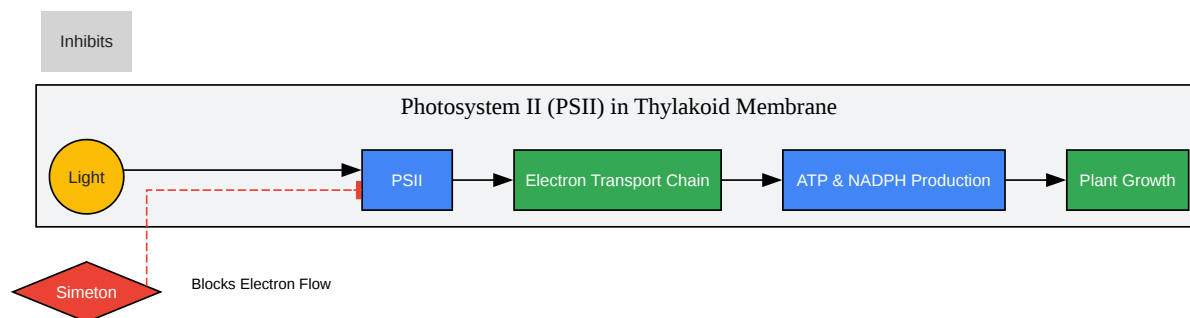 Inhibits
Photosystem II (PSII) in Thylakoid Membrane
Light
PSII
Electron Transport Chain
ATP & NADPH Production
Plant Growth
Simeton
Blocks Electron Flow